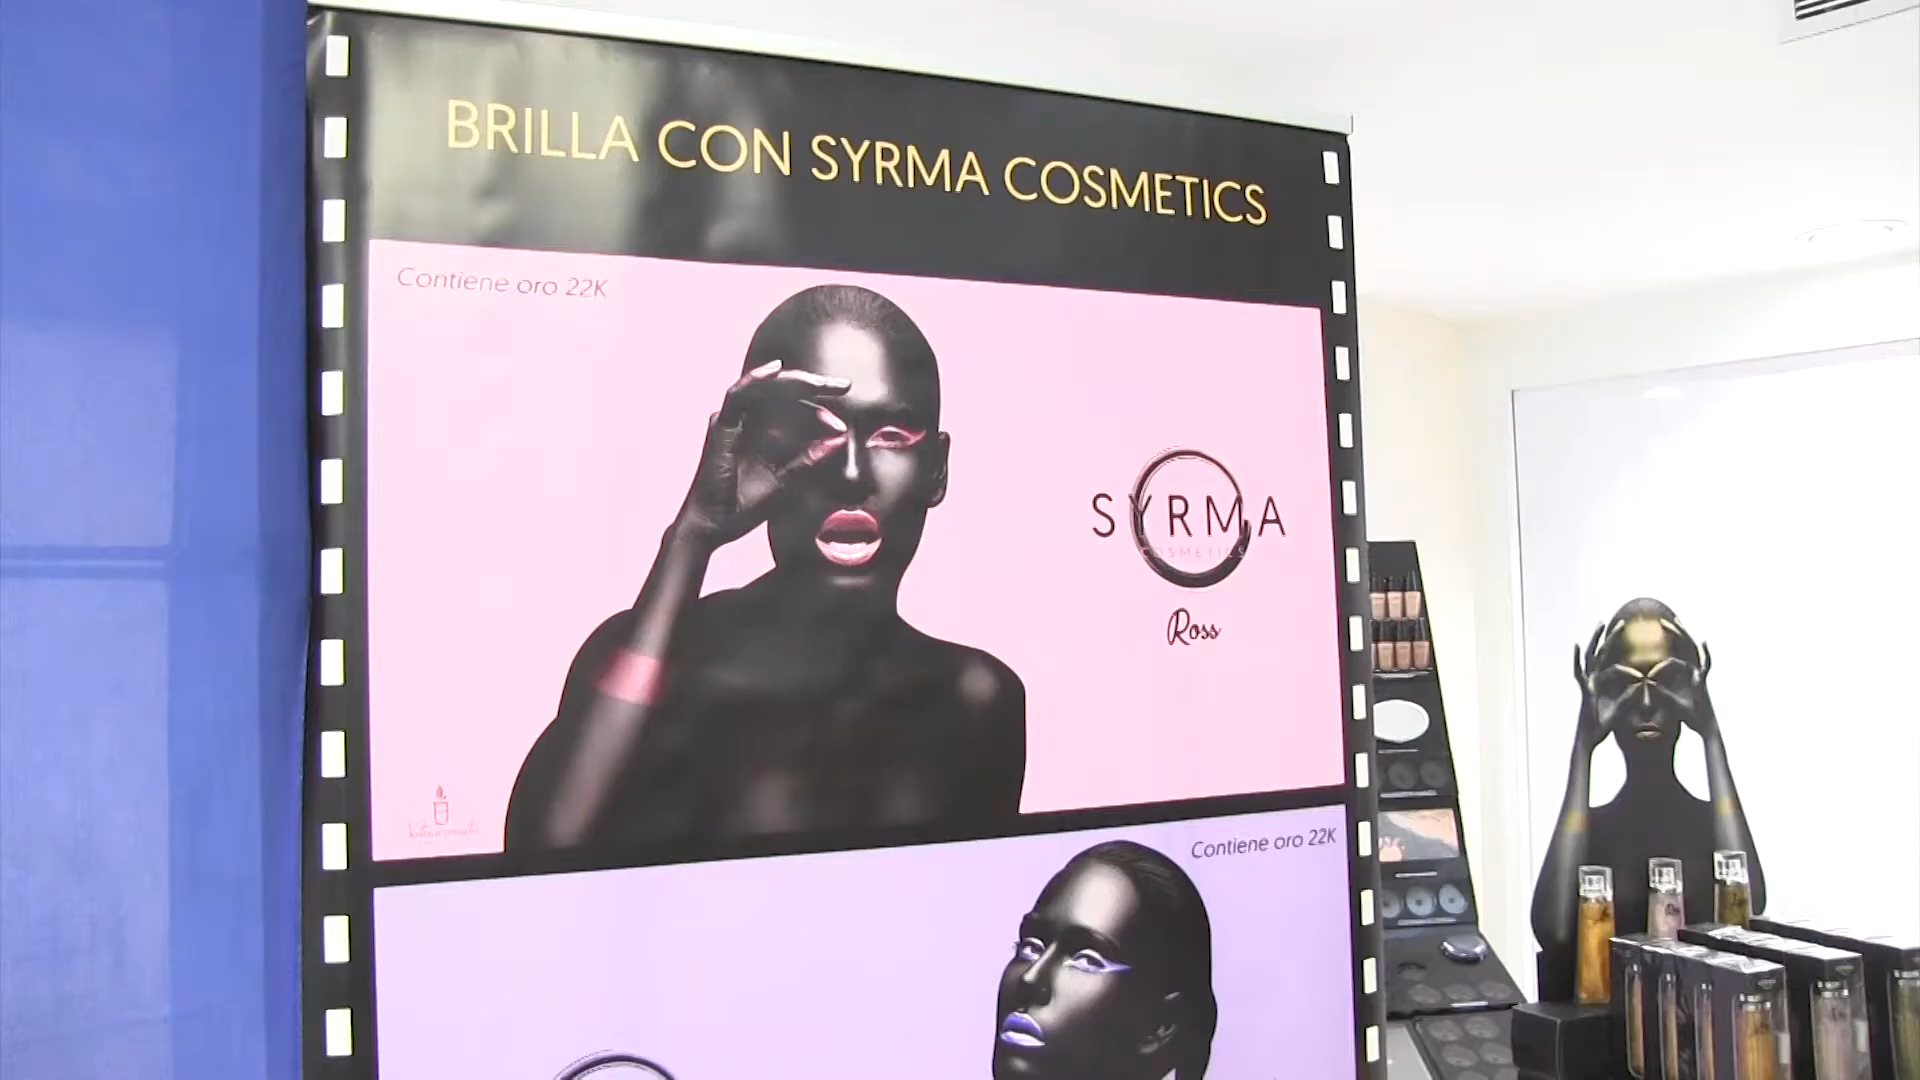 BRILLA CON SYRMA COSMETICS
Contiene oro 22K
SYRMA
COSMETICS
Ross
Contiene oro 22K